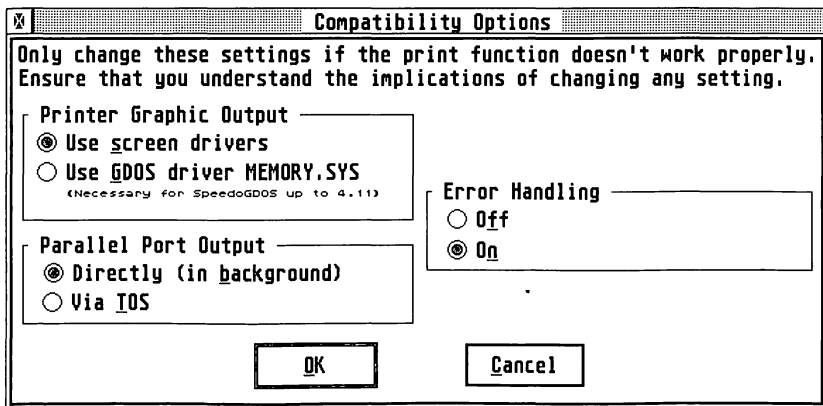 Compatibility Options
Only change these settings if the print function doesn't work properly.
Ensure that you understand the implications of changing any setting.
Printer Graphic Output
Use screen drivers
Use GDOS driver MEMORY.SYS
(Necessary for SpeedoGDOS up to 4.11)
Parallel Port Output
Directly (in background)
Via TOS
Error Handling
Off
On
OK
Cancel